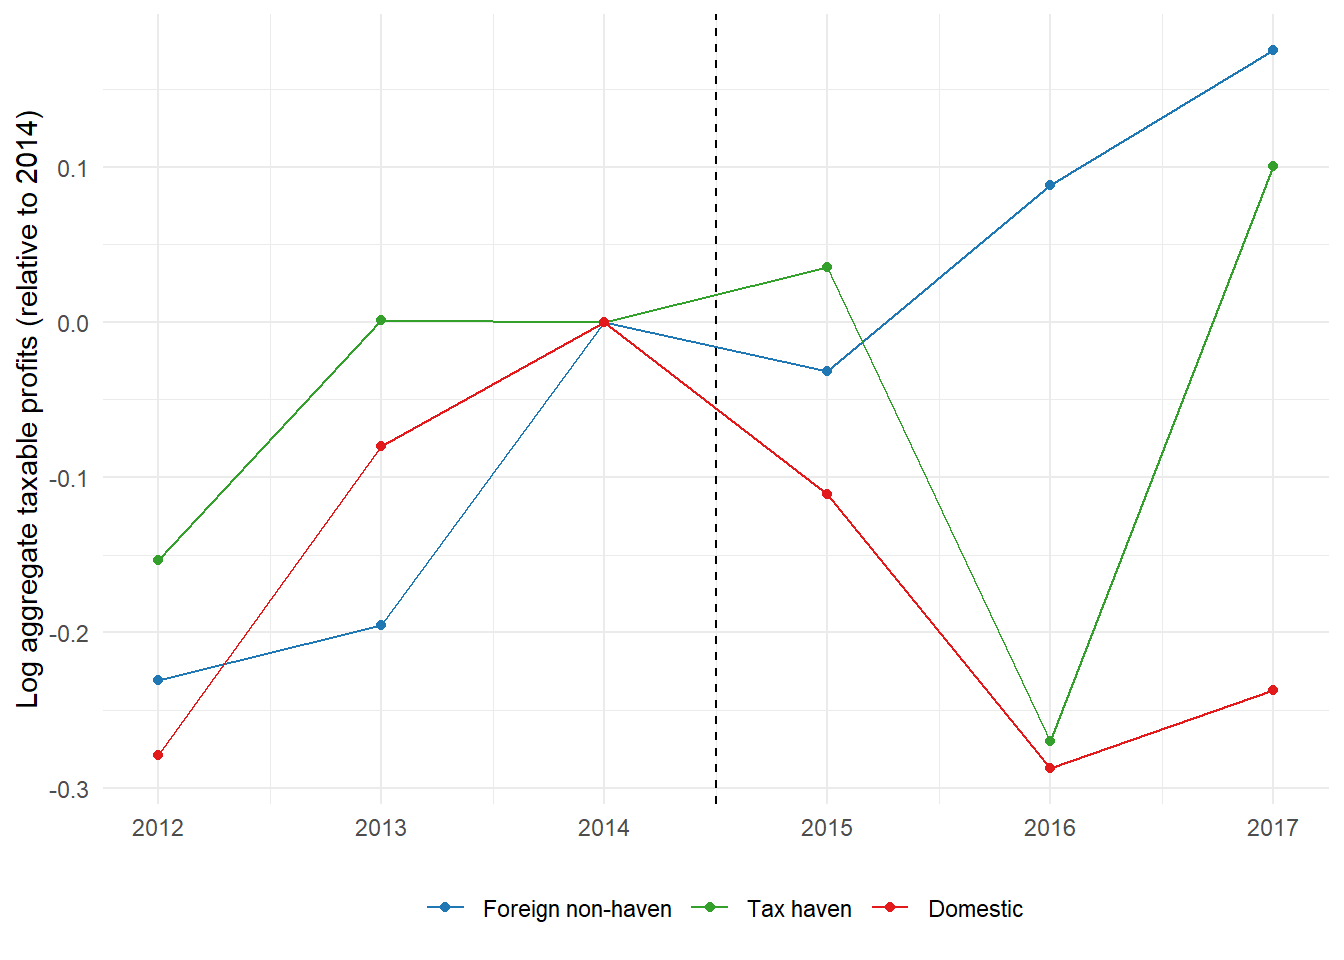 Log aggregate taxable profits (relative to 2014)
0.1
0.0
-0.1
-0.2
-0.3
2012 2013 2014 2015 2016 2017
Foreign non-haven Tax haven Domestic